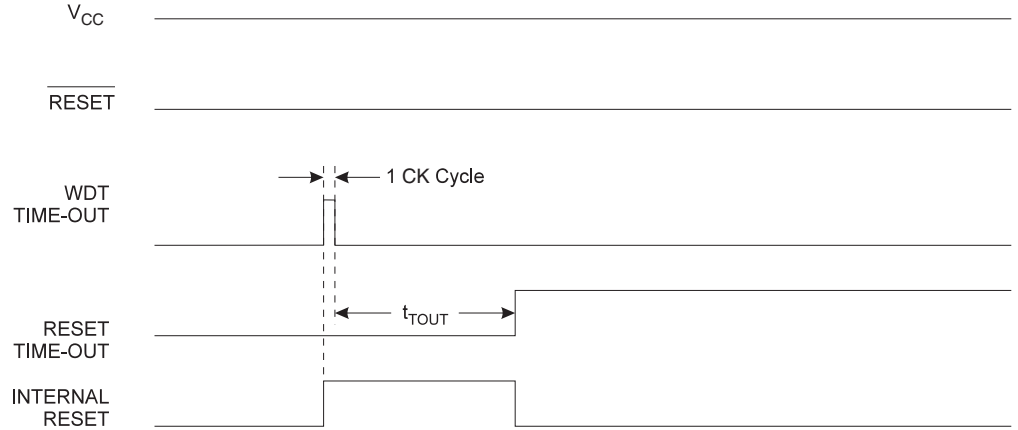 VCC
RESET
1 CK Cycle
WDT
TIME-OUT
tTOUT
RESET
TIME-OUT
INTERNAL
RESET